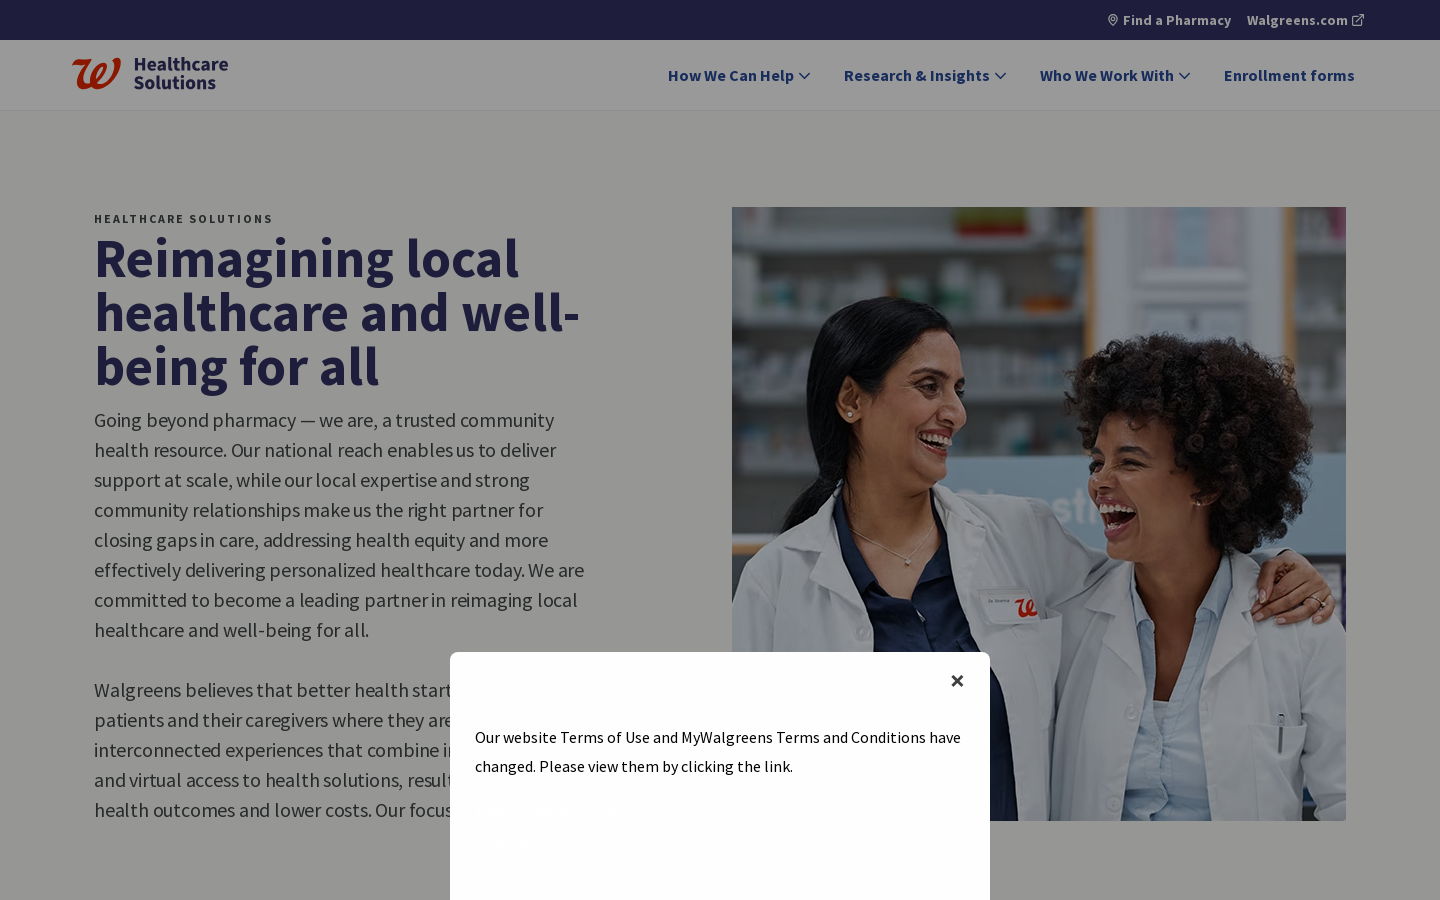 Find a Pharmacy
Walgreens.com
Healthcare
Solutions
How We Can Help
Research & Insights
Who We Work With
Enrollment forms
HEALTHCARE SOLUTIONS
Reimagining local
healthcare and well-
being for all
Going beyond pharmacy — we are, a trusted community
health resource. Our national reach enables us to deliver
support at scale, while our local expertise and strong
community relationships make us the right partner for
closing gaps in care, addressing health equity and more
effectively delivering personalized healthcare today. We are
committed to become a leading partner in reimaging local
healthcare and well-being for all.
Walgreens believes that better health start
patients and their caregivers where they are
interconnected experiences that combine i
and virtual access to health solutions, resul
health outcomes and lower costs. Our focus
×
Our website Terms of Use and MyWalgreens Terms and Conditions have
changed. Please view them by clicking the link.